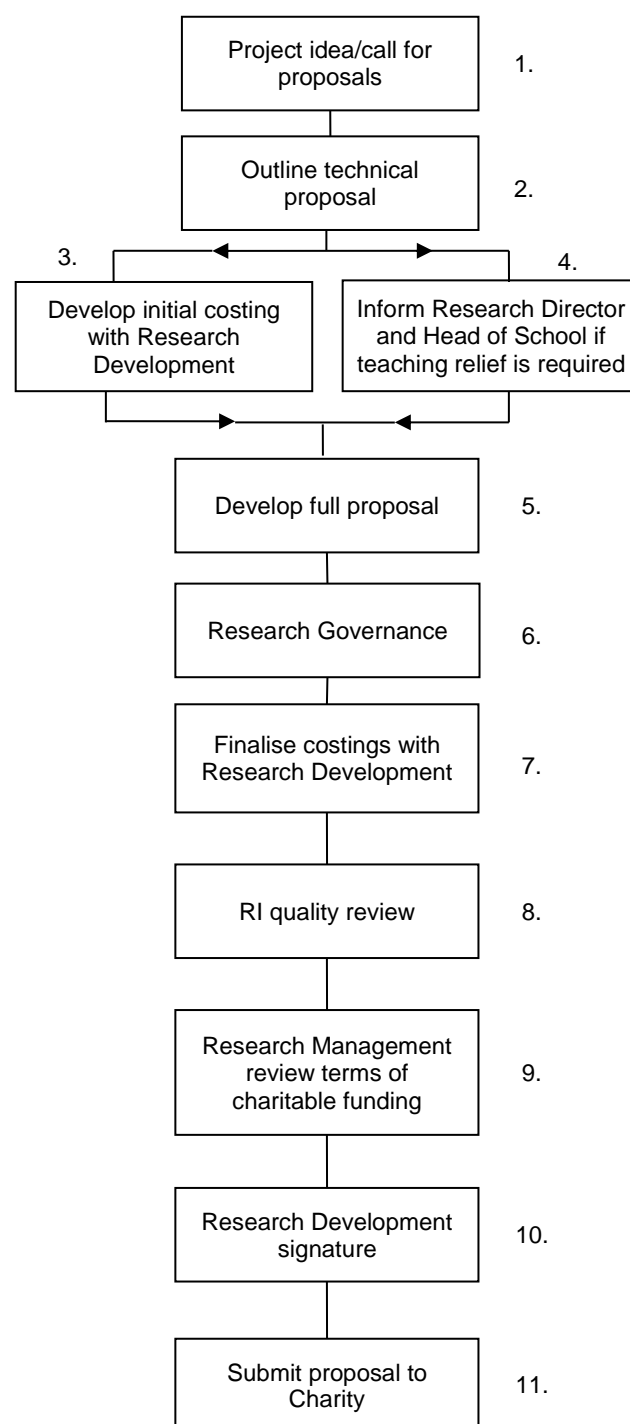 Project idea/call for
proposals
1.
Outline technical
proposal
2.
3.
Develop initial costing
with Research
Development
4.
Inform Research Director
and Head of School if
teaching relief is required
Develop full proposal
5.
Research Governance
6.
Finalise costings with
Research Development
7.
RI quality review
8.
Research Management
review terms of
charitable funding
9.
Research Development
signature
10.
Submit proposal to
Charity
11.